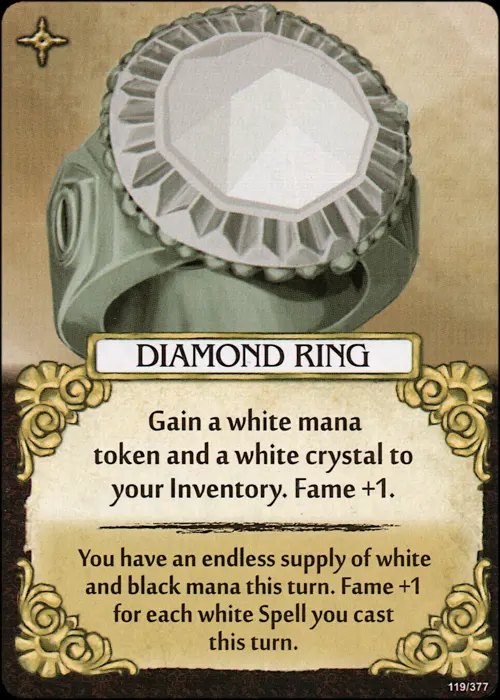 DIAMOND RING
Gain a white mana
token and a white crystal to
your Inventory. Fame +1.
You have an endless supply of white
and black mana this turn. Fame +1
for each white Spell you cast
this turn.
119/377